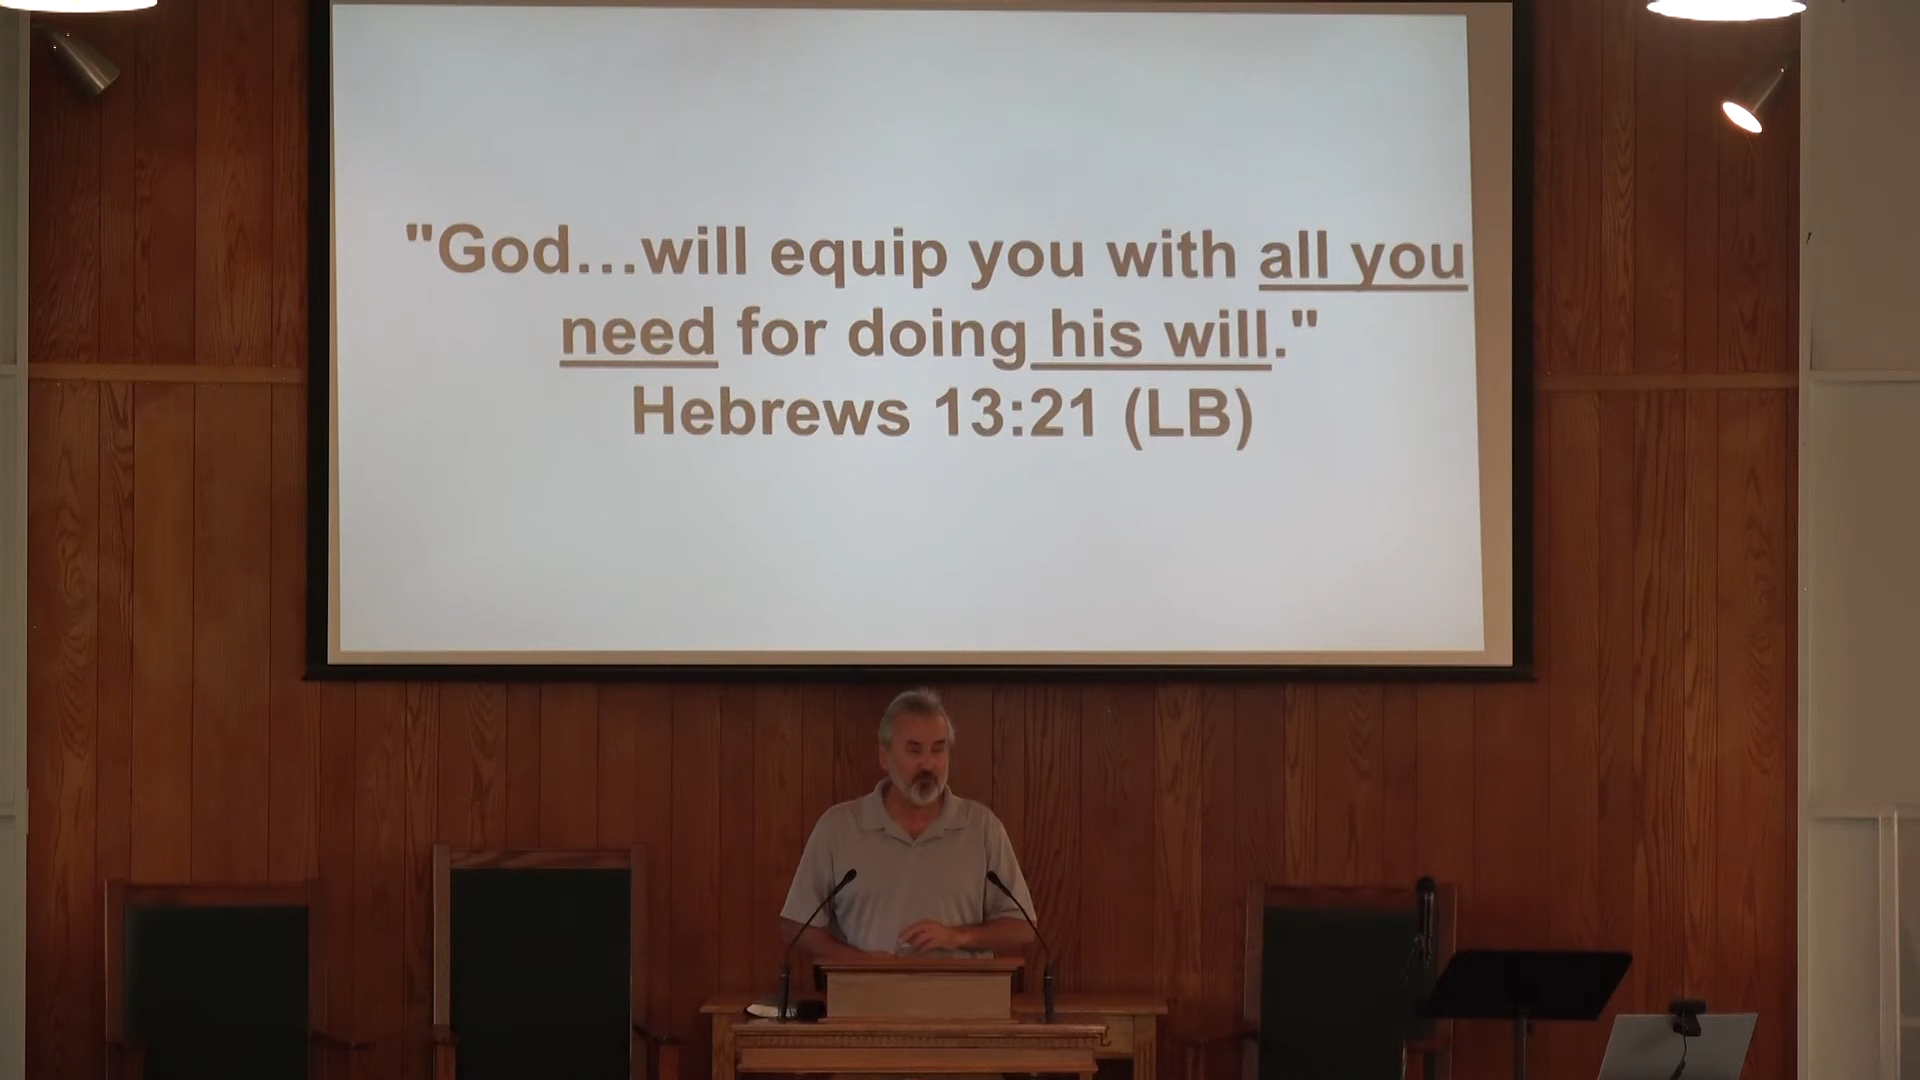 "God...will equip you with all you
need for doing his will."
Hebrews 13:21 (LB)